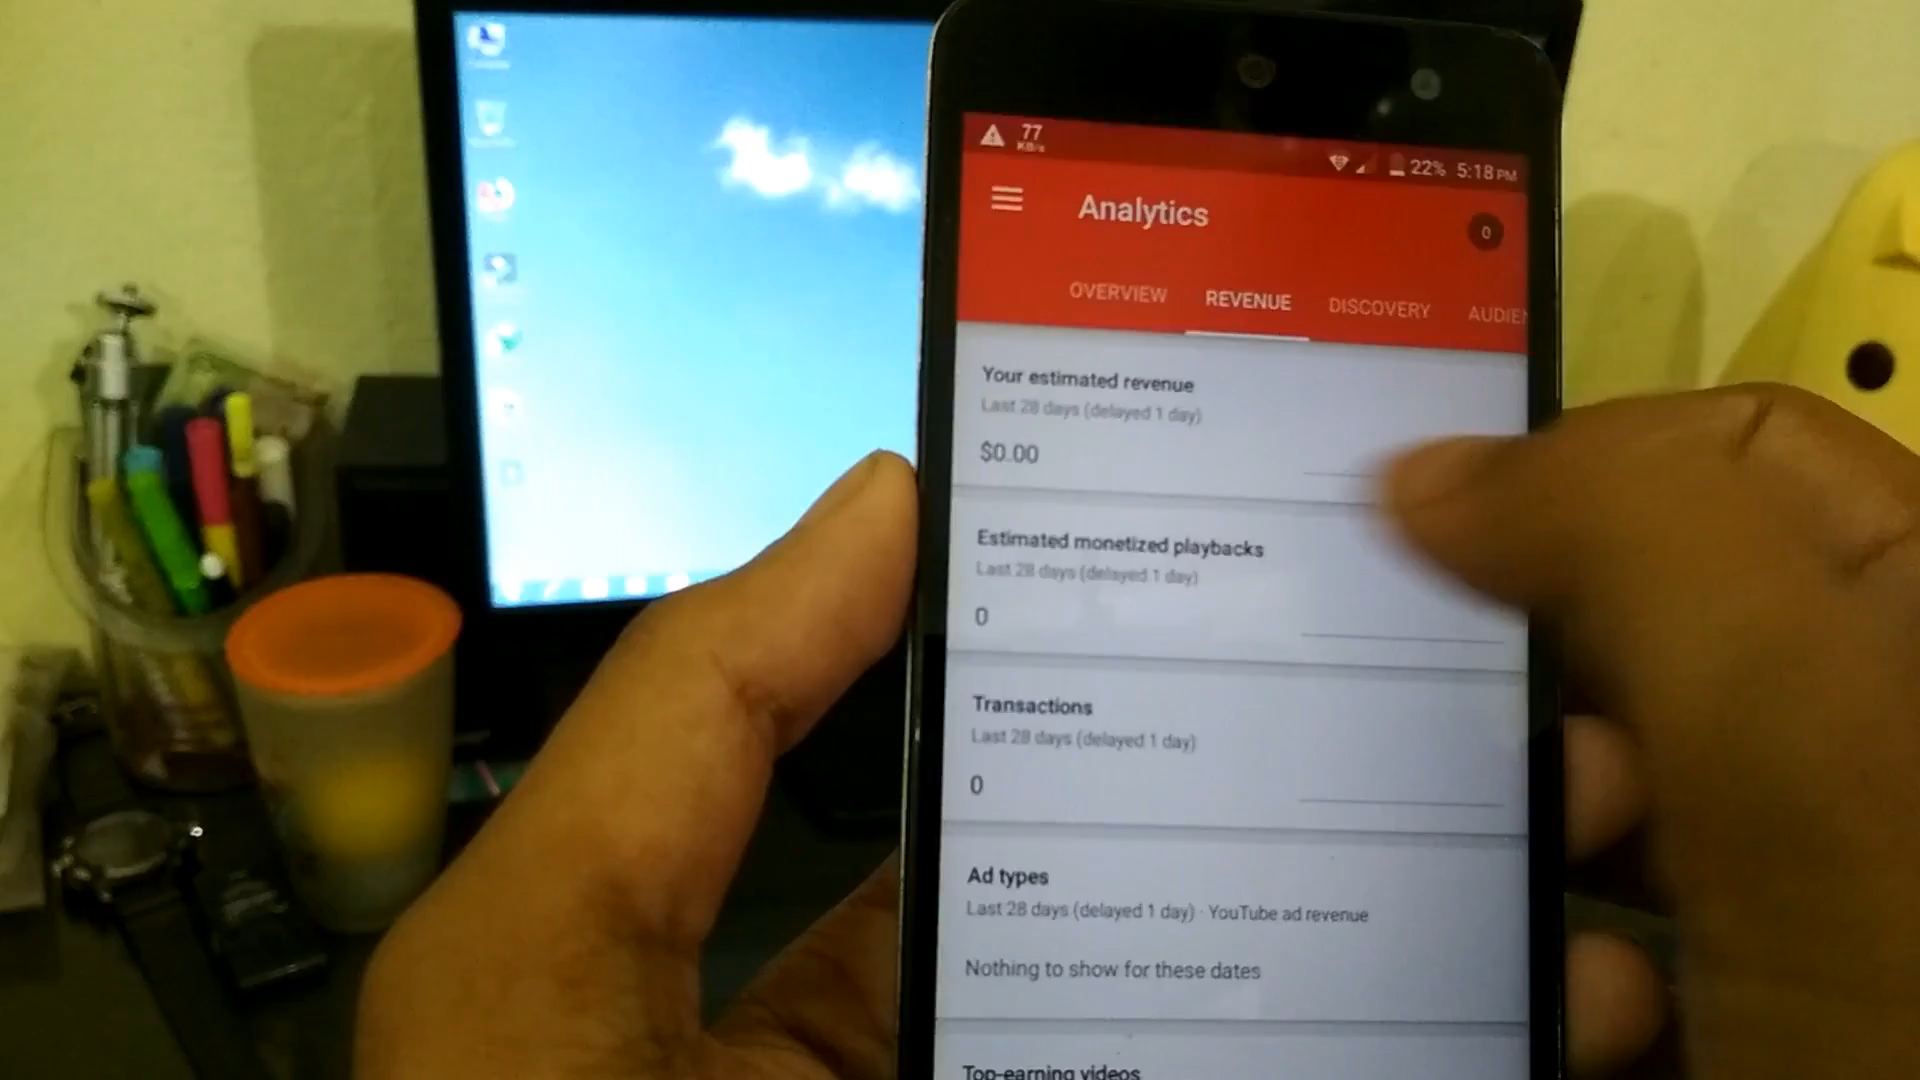 77
KB/s
22% 5:18 PM
Analytics
0
OVERVIEW REVENUE DISCOVERY AUDIEN
Your estimated revenue
Last 28 days (delayed 1 day)
$0.00
Estimated monetized playbacks
Last 28 days (delayed 1 day)
0
Transactions
Last 28 days (delayed 1 day)
0
Ad types
Last 28 days (delayed 1 day) · YouTube ad revenue
Nothing to show for these dates
Top-earning videos